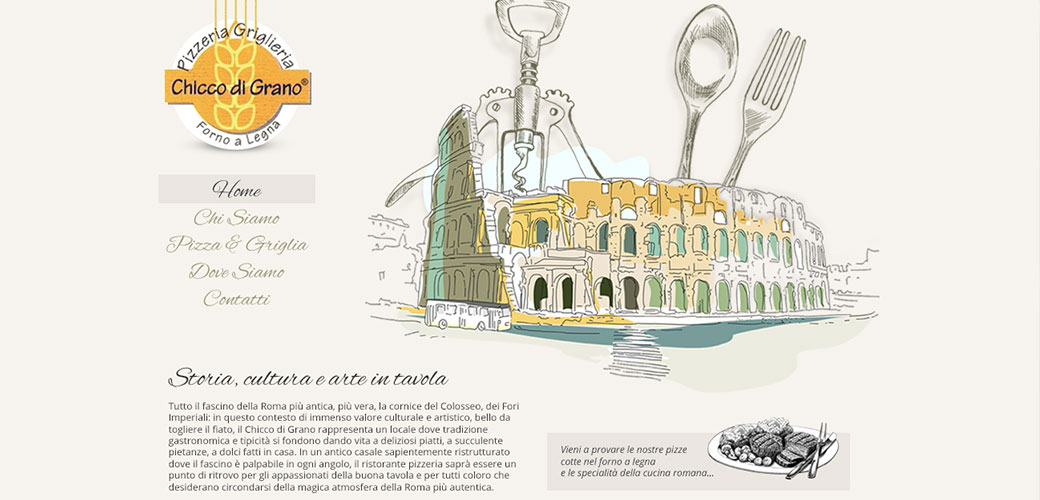 Pizzeria Griglieria
Chicco di Grano®
Forno a Legna
Home
Chi Siamo
Pizza & Griglia
Dove Siamo
Contatti
Storia, cultura e arte in tavola
Tutto il fascino della Roma più antica, più vera, la cornice del Colosseo, dei Fori
Imperiali: in questo contesto di immenso valore culturale e artistico, bello da
togliere il fiato, il Chicco di Grano rappresenta un locale dove tradizione
gastronomica e tipicità si fondono dando vita a deliziosi piatti, a succulente
pietanze, a dolci fatti in casa. In un antico casale sapientemente ristrutturato
dove il fascino è palpabile in ogni angolo, il ristorante pizzeria saprà essere un
punto di ritrovo per gli appassionati della buona tavola e per tutti coloro che
desiderano circondarsi della magica atmosfera della Roma più autentica.
Vieni a provare le nostre pizze
cotte nel forno a legna
e le specialità della cucina romana...